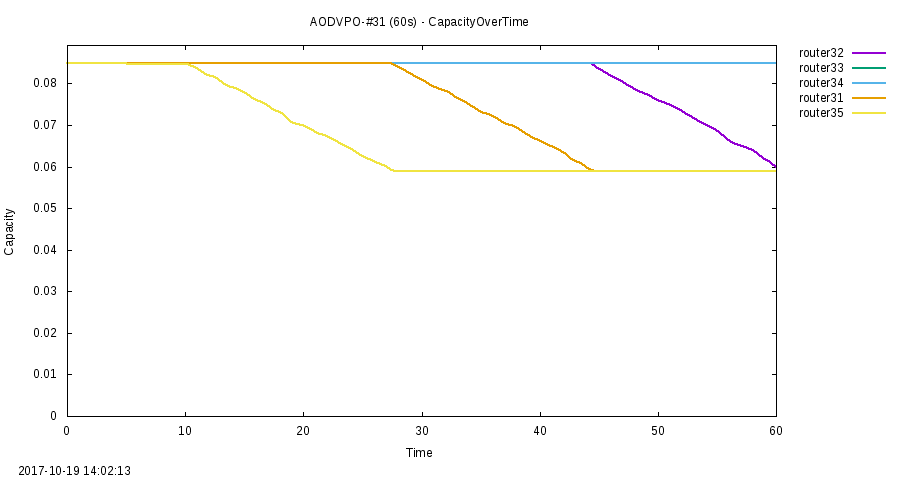 AODVPO-#31 (60s) - CapacityOverTime
router32
router33
router34
router31
router35
0.08
0.07
0.06
0.05
0.04
0.03
0.02
0.01
0
Capacity
0 10 20 30 40 50 60
Time
2017-10-19 14:02:13